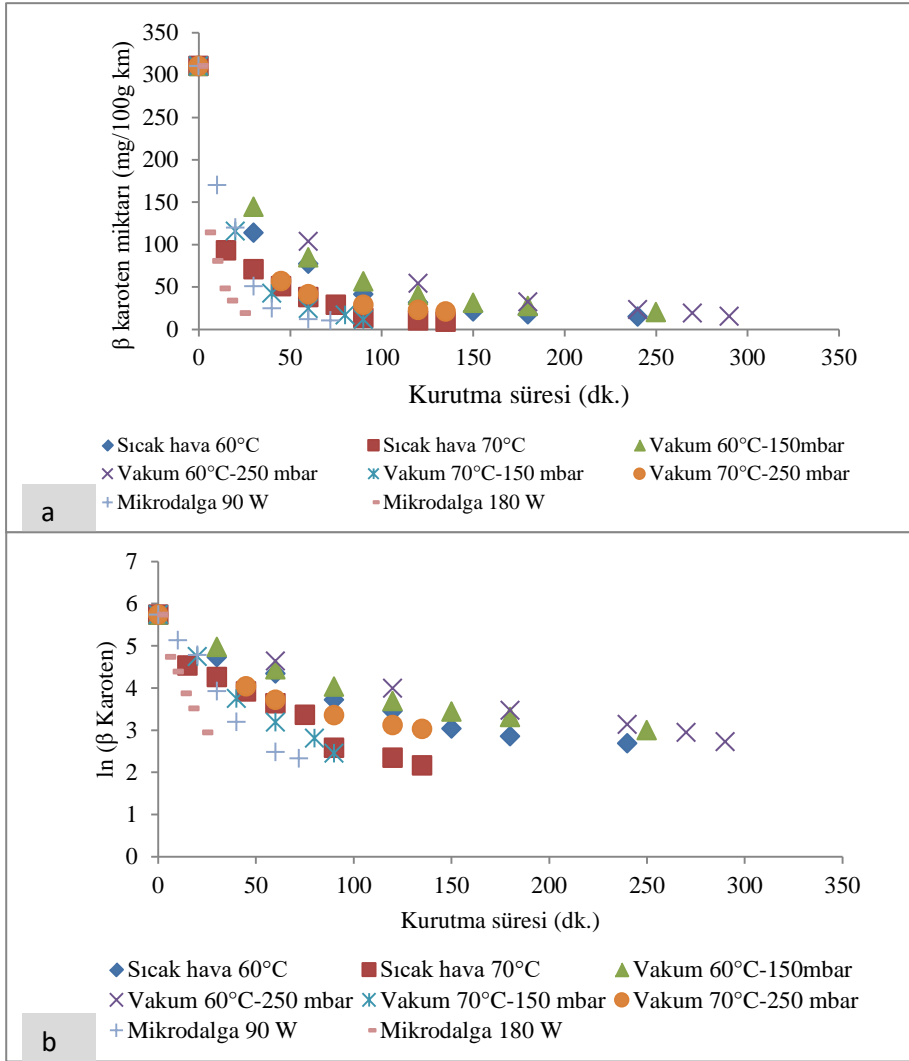 350
300
250
200
150
100
50
0
β karoten miktarı (mg/100g km)
0 50 100 150 200 250 300 350
Kurutma süresi (dk.)
Sıcak hava 60°C Sıcak hava 70°C Vakum 60°C-150mbar
Vakum 60°C-250 mbar Vakum 70°C-150 mbar Vakum 70°C-250 mbar
Mikrodalga 90 W Mikrodalga 180 W
a
7
6
5
4
3
2
1
0
ln (β Karoten)
0 50 100 150 200 250 300 350
Kurutma süresi (dk.)
Sıcak hava 60°C Sıcak hava 70°C Vakum 60°C-150mbar
Vakum 60°C-250 mbar Vakum 70°C-150 mbar Vakum 70°C-250 mbar
Mikrodalga 90 W Mikrodalga 180 W
b